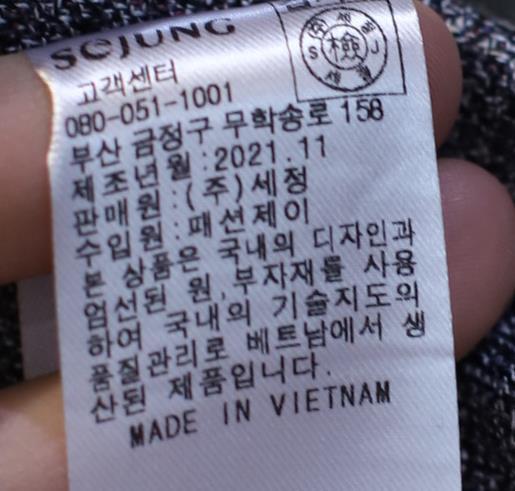 SEJUNG
고객센터
080-051-1001
부산 금정구 무학송로 158
제조년월:2021.11
판매원:(주)세정
수입원:패션제이
본 상품은 국내의 디자인과
엄선된 원,부자재를 사용
하여 국내의 기술지도의
품질관리로 베트남에서 생
산된 제품입니다.
MADE IN VIETNAM
S 檢 J